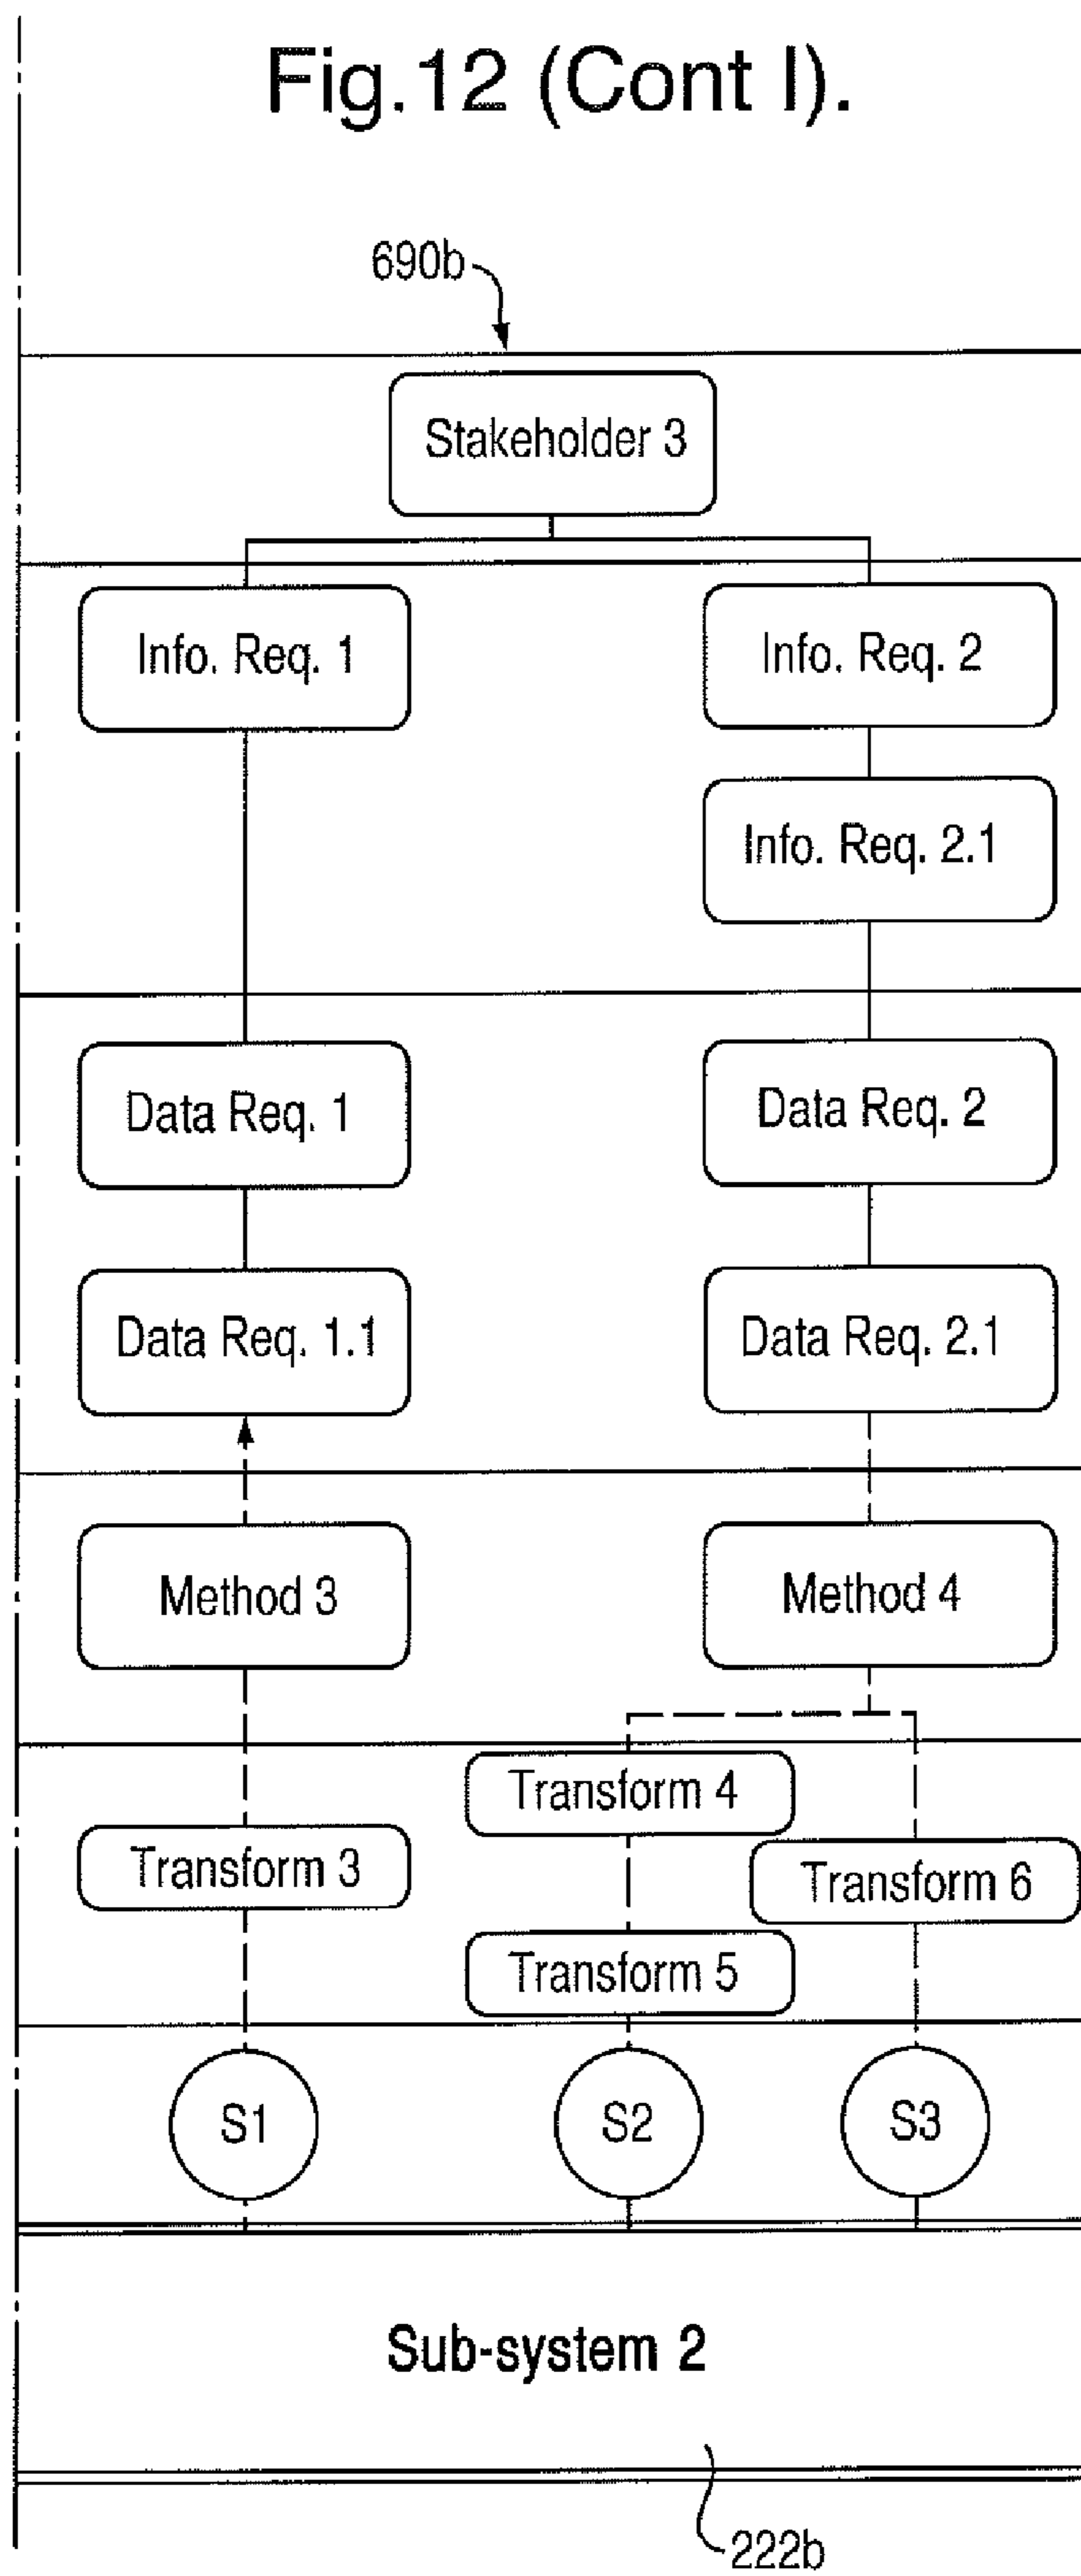 Fig.12 (Cont I).
690b
Stakeholder 3
Info. Req. 1
Info. Req. 2
Info. Req. 2.1
Data Req. 1
Data Req. 2
Data Req. 1.1
Data Req. 2.1
Method 3
Method 4
Transform 4
Transform 3
Transform 6
Transform 5
S1
S2
S3
Sub-system 2
222b